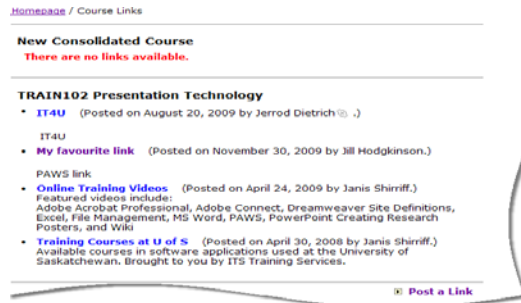 Homepage / Course Links
New Consolidated Course
There are no links available.
TRAIN102 Presentation Technology
• IT4U (Posted on August 20, 2009 by Jerrod Dietrich .)
IT4U
• My favourite link (Posted on November 30, 2009 by Jill Hodgkinson.)
PAWS link
• Online Training Videos (Posted on April 24, 2009 by Janis Shirriff.)
Featured videos include:
Adobe Acrobat Professional, Adobe Connect, Dreamweaver Site Definitions,
Excel, File Management, MS Word, PAWS, PowerPoint Creating Research
Posters, and Wiki
• Training Courses at U of S (Posted on April 30, 2008 by Janis Shirriff.)
Available courses in software applications used at the University of
Saskatchewan. Brought to you by ITS Training Services.
Post a Link